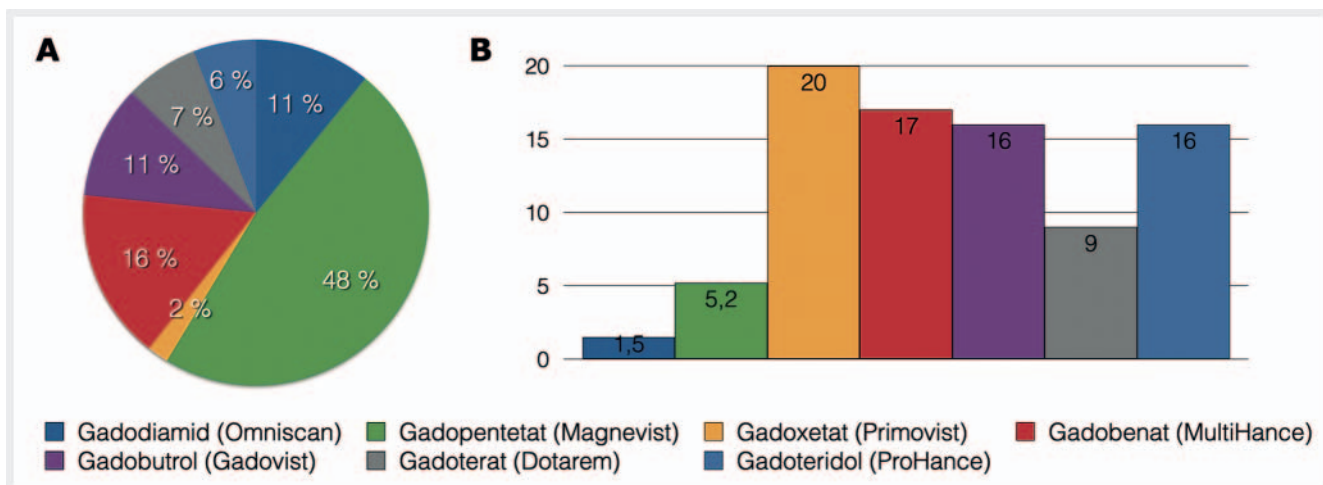 A
6 %
11 %
7 %
11 %
16 %
2 %
48 %
B
20
15
10
5
0
1,5
5,2
20
17
16
9
16
Gadodiamid (Omniscan)
Gadopentetat (Magnevist)
Gadoxetat (Primovist)
Gadobenat (MultiHance)
Gadobutrol (Gadovist)
Gadoterat (Dotarem)
Gadoteridol (ProHance)